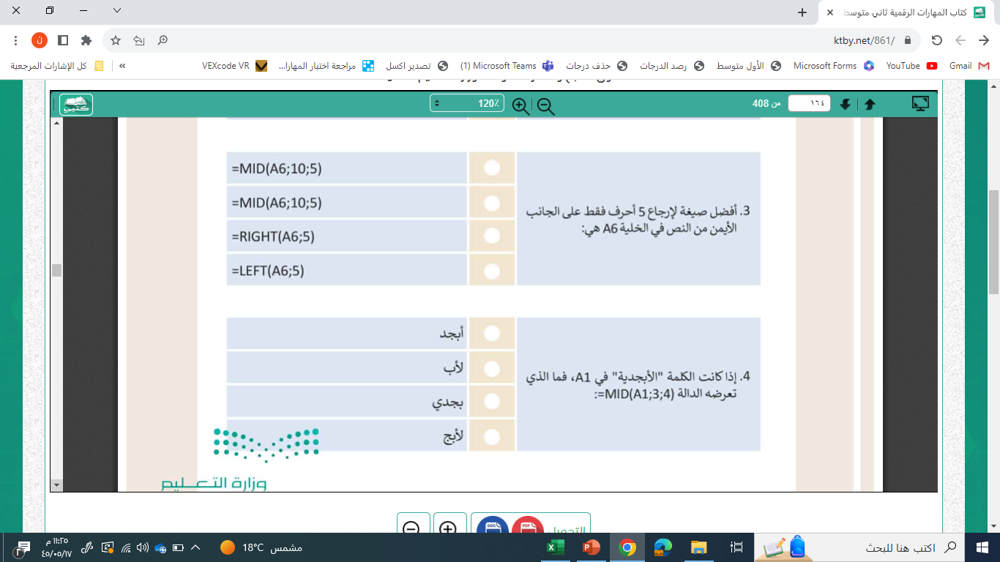 كتاب المهارات الرقمية ثاني متوسط
ktby.net/861/
ن
Gmail
YouTube
Microsoft Forms
الأول متوسط
رصد الدرجات
حذف درجات
(1) Microsoft Teams
تصدير اكسل
مراجعة اختبار المهارا...
VEXcode VR
»
كل الإشارات المرجعية
١٦٤
من 408
120٪
كتبي
3. أفضل صيغة لإرجاع 5 أحرف فقط على الجانب
الأيمن من النص في الخلية A6 هي:
=MID(A6;10;5)
=MID(A6;10;5)
=RIGHT(A6;5)
=LEFT(A6;5)
4. إذا كانت الكلمة "الأبجدية" في A1، فما الذي
تعرضه الدالة MID(A1;3;4)=:
أبجد
لأب
بجدي
لأبج
وزارة التعليم
التحويل
PDF
DOC
اكتب هنا للبحث
مشمس 18°C
١١:٢٥ م
٤٥/٠٥/١٧
٢